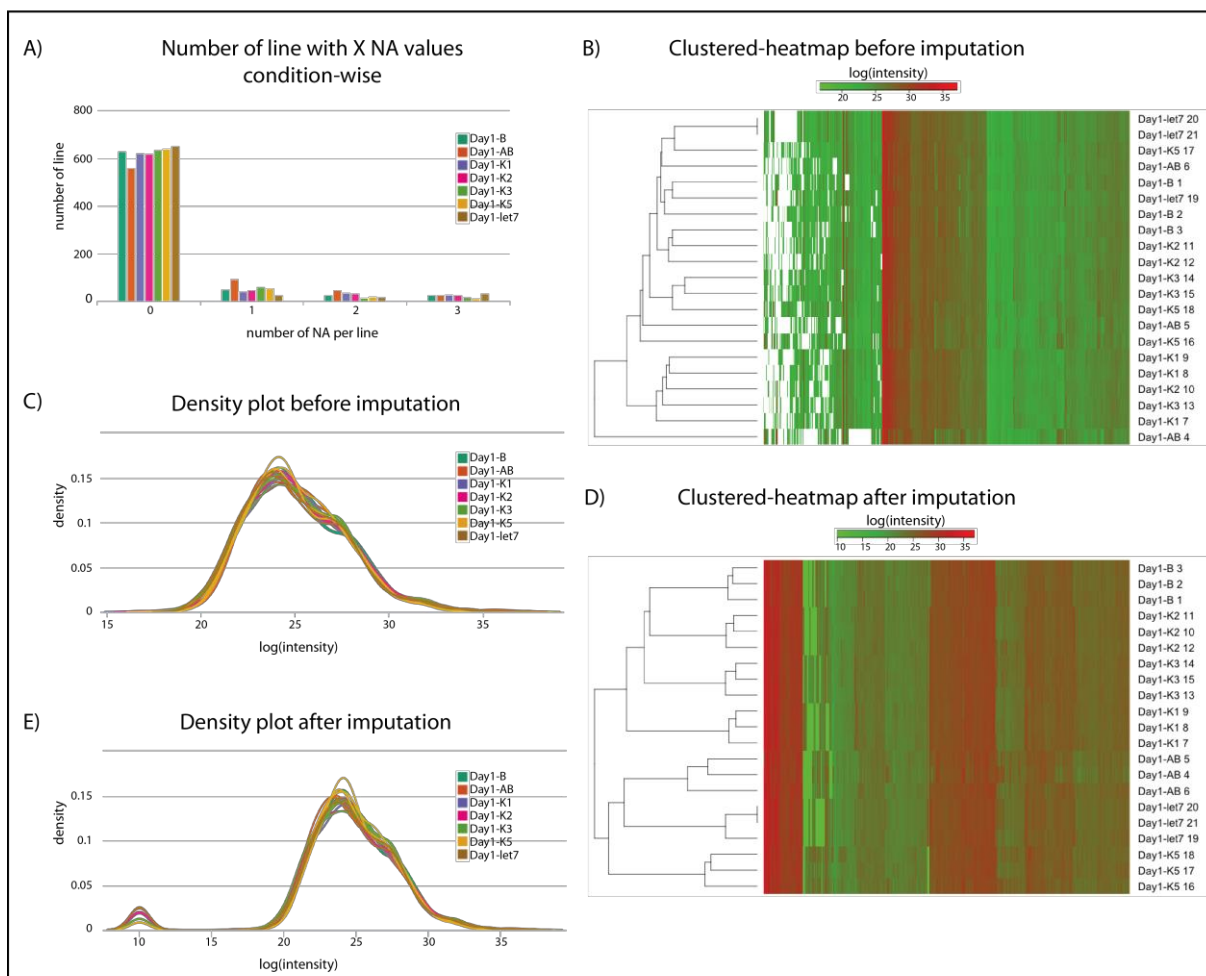 A)
Number of line with X NA values
condition-wise
800
600
400
200
0
number of line
Day1-B
Day1-AB
Day1-K1
Day1-K2
Day1-K3
Day1-K5
Day1-let7
0 1 2 3
number of NA per line
B)
Clustered-heatmap before imputation
log(intensity)
20 25 30 35
Day1-let7 20
Day1-let7 21
Day1-K5 17
Day1-AB 6
Day1-B 1
Day1-let7 19
Day1-B 2
Day1-B 3
Day1-K2 11
Day1-K2 12
Day1-K3 14
Day1-K3 15
Day1-K5 18
Day1-AB 5
Day1-K5 16
Day1-K1 9
Day1-K1 8
Day1-K2 10
Day1-K3 13
Day1-K1 7
Day1-AB 4
C)
Density plot before imputation
0.15
0.1
0.05
0
density
Day1-B
Day1-AB
Day1-K1
Day1-K2
Day1-K3
Day1-K5
Day1-let7
15 20 25 30 35
log(intensity)
D)
Clustered-heatmap after imputation
log(intensity)
10 15 20 25 30 35
Day1-B 3
Day1-B 2
Day1-B 1
Day1-K2 11
Day1-K2 10
Day1-K2 12
Day1-K3 14
Day1-K3 15
Day1-K3 13
Day1-K1 9
Day1-K1 8
Day1-K1 7
Day1-AB 5
Day1-AB 4
Day1-AB 6
Day1-let7 20
Day1-let7 21
Day1-let7 19
Day1-K5 18
Day1-K5 17
Day1-K5 16
E)
Density plot after imputation
0.15
0.1
0.05
0
density
Day1-B
Day1-AB
Day1-K1
Day1-K2
Day1-K3
Day1-K5
Day1-let7
10 15 20 25 30 35
log(intensity)